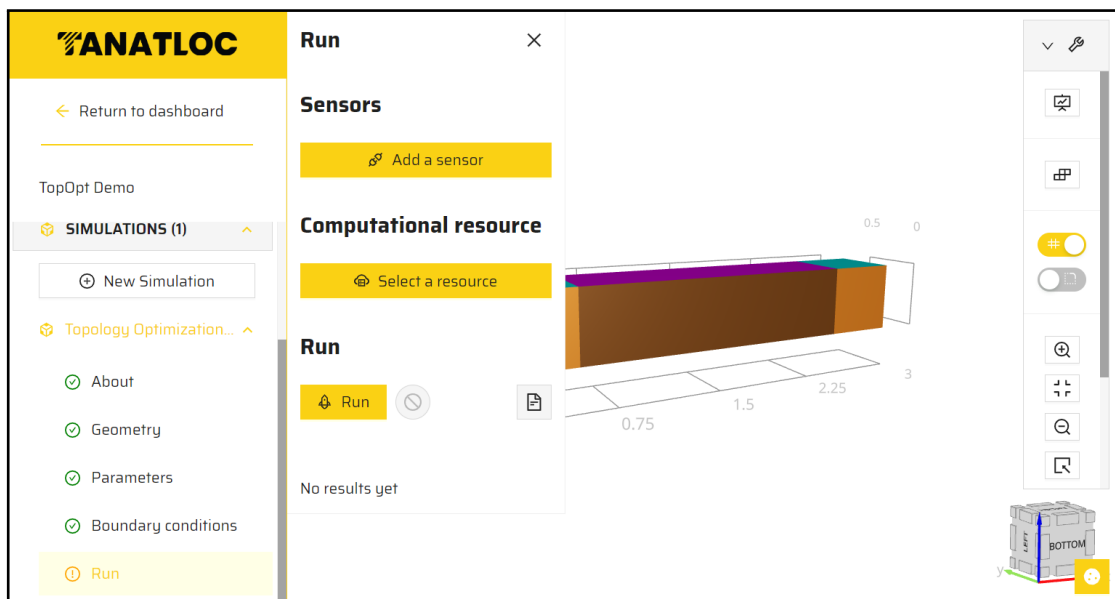 TANATLOC
Return to dashboard
TopOpt Demo
SIMULATIONS (1)
New Simulation
Topology Optimization...
About
Geometry
Parameters
Boundary conditions
Run
Run
Sensors
Add a sensor
Computational resource
Select a resource
Run
Run
No results yet
0.5
0
3
2.25
1.5
0.75
LEFT
BOTTOM
y